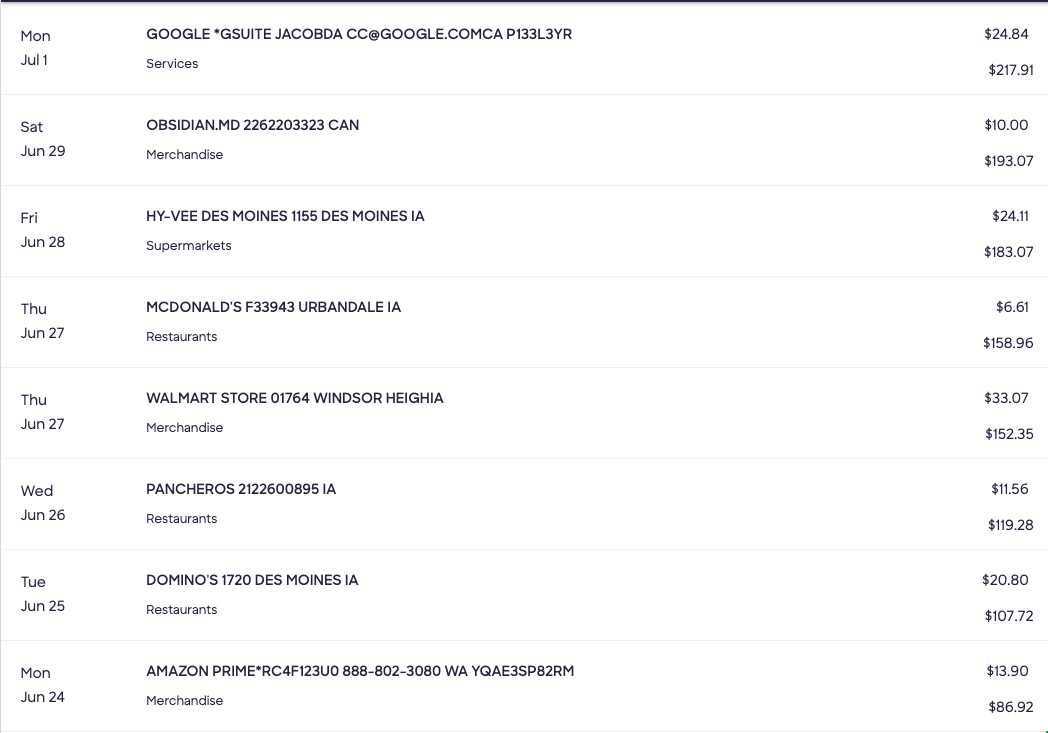 Mon
Jul 1
GOOGLE *GSUITE JACOBDA CC@GOOGLE.COMCA P133L3YR
Services
$24.84
$217.91
Sat
Jun 29
OBSIDIAN.MD 2262203323 CAN
Merchandise
$10.00
$193.07
Fri
Jun 28
HY-VEE DES MOINES 1155 DES MOINES IA
Supermarkets
$24.11
$183.07
Thu
Jun 27
MCDONALD'S F33943 URBANDALE IA
Restaurants
$6.61
$158.96
Thu
Jun 27
WALMART STORE 01764 WINDSOR HEIGHIA
Merchandise
$33.07
$152.35
Wed
Jun 26
PANCHEROS 2122600895 IA
Restaurants
$11.56
$119.28
Tue
Jun 25
DOMINO'S 1720 DES MOINES IA
Restaurants
$20.80
$107.72
Mon
Jun 24
AMAZON PRIME*RC4F123U0 888-802-3080 WA YQAE3SP82RM
Merchandise
$13.90
$86.92